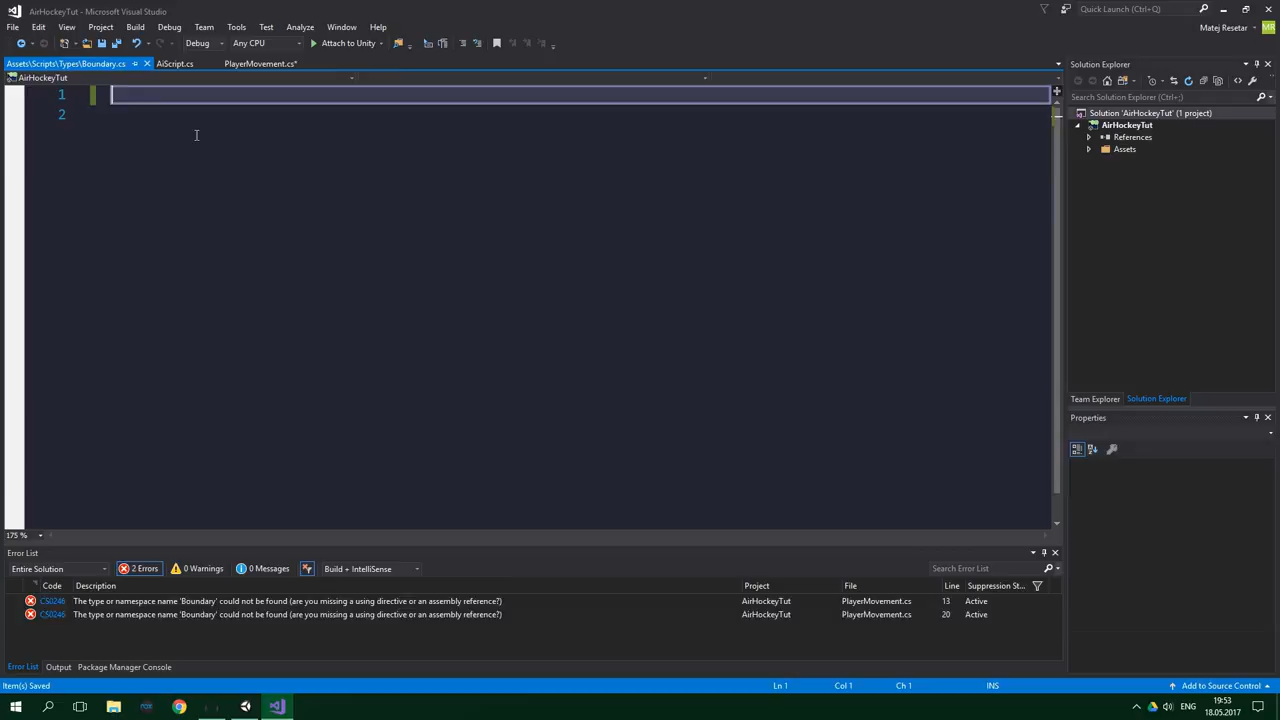 AirHockeyTut - Microsoft Visual Studio
Quick Launch (Ctrl+Q)
File Edit View Project Build Debug Team Tools Test Analyze Window Help
Matej Resetar MR
Debug Any CPU Attach to Unity
Assets\Scripts\Types\Boundary.cs AiScript.cs PlayerMovement.cs*
AirHockeyTut
1
2
Solution Explorer
Search Solution Explorer (Ctrl+;)
Solution 'AirHockeyTut' (1 project)
AirHockeyTut
References
Assets
Team Explorer Solution Explorer
Properties
175 %
Error List
Entire Solution 2 Errors 0 Warnings 0 Messages Build + IntelliSense Search Error List
Code Description Project File Line Suppression St...
CS0246 The type or namespace name 'Boundary' could not be found (are you missing a using directive or an assembly reference?) AirHockeyTut PlayerMovement.cs 13 Active
CS0246 The type or namespace name 'Boundary' could not be found (are you missing a using directive or an assembly reference?) AirHockeyTut PlayerMovement.cs 20 Active
Error List Output Package Manager Console
Item(s) Saved Ln 1 Col 1 Ch 1 INS Add to Source Control
ENG 19:53
18.05.2017